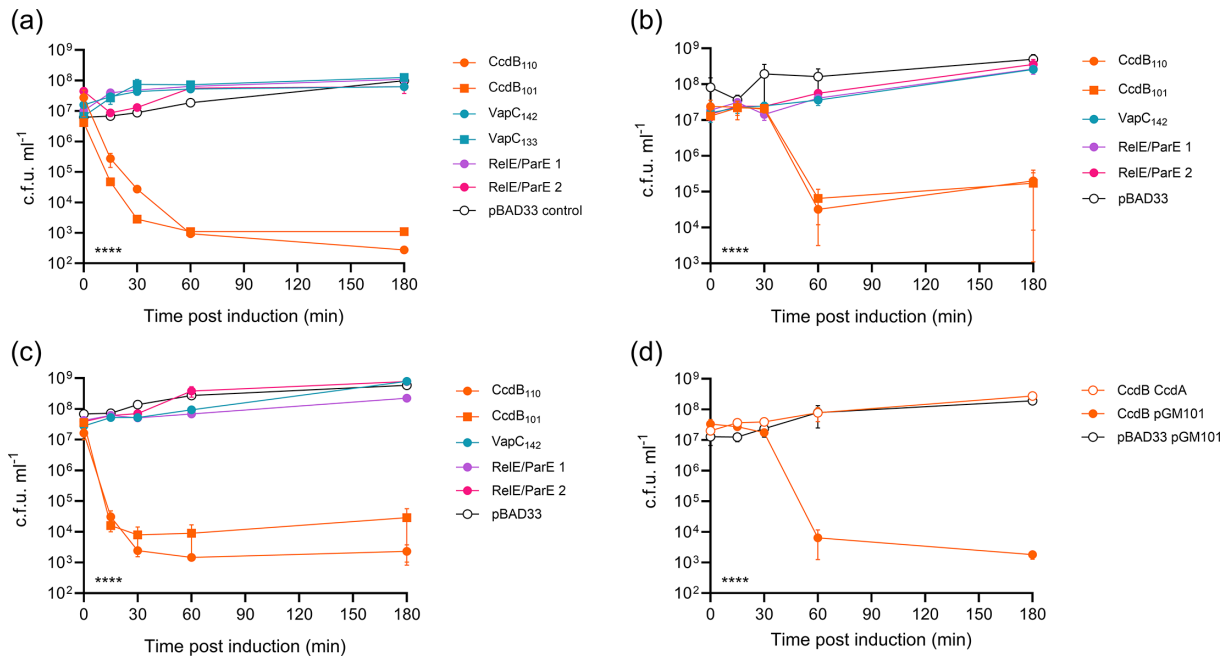 (a)
c.f.u. ml⁻¹
10⁹
10⁸
10⁷
10⁶
10⁵
10⁴
10³
10²
****
0 30 60 90 120 150 180
Time post induction (min)
CcdB₁₁₀
CcdB₁₀₁
VapC₁₄₂
VapC₁₃₃
RelE/ParE 1
RelE/ParE 2
pBAD33 control
(b)
c.f.u. ml⁻¹
10⁹
10⁸
10⁷
10⁶
10⁵
10⁴
10³
****
0 30 60 90 120 150 180
Time post induction (min)
CcdB₁₁₀
CcdB₁₀₁
VapC₁₄₂
RelE/ParE 1
RelE/ParE 2
pBAD33
(c)
c.f.u. ml⁻¹
10⁹
10⁸
10⁷
10⁶
10⁵
10⁴
10³
10²
****
0 30 60 90 120 150 180
Time post induction (min)
CcdB₁₁₀
CcdB₁₀₁
VapC₁₄₂
RelE/ParE 1
RelE/ParE 2
pBAD33
(d)
c.f.u. ml⁻¹
10⁹
10⁸
10⁷
10⁶
10⁵
10⁴
10³
10²
****
0 30 60 90 120 150 180
Time post induction (min)
CcdB CcdA
CcdB pGM101
pBAD33 pGM101